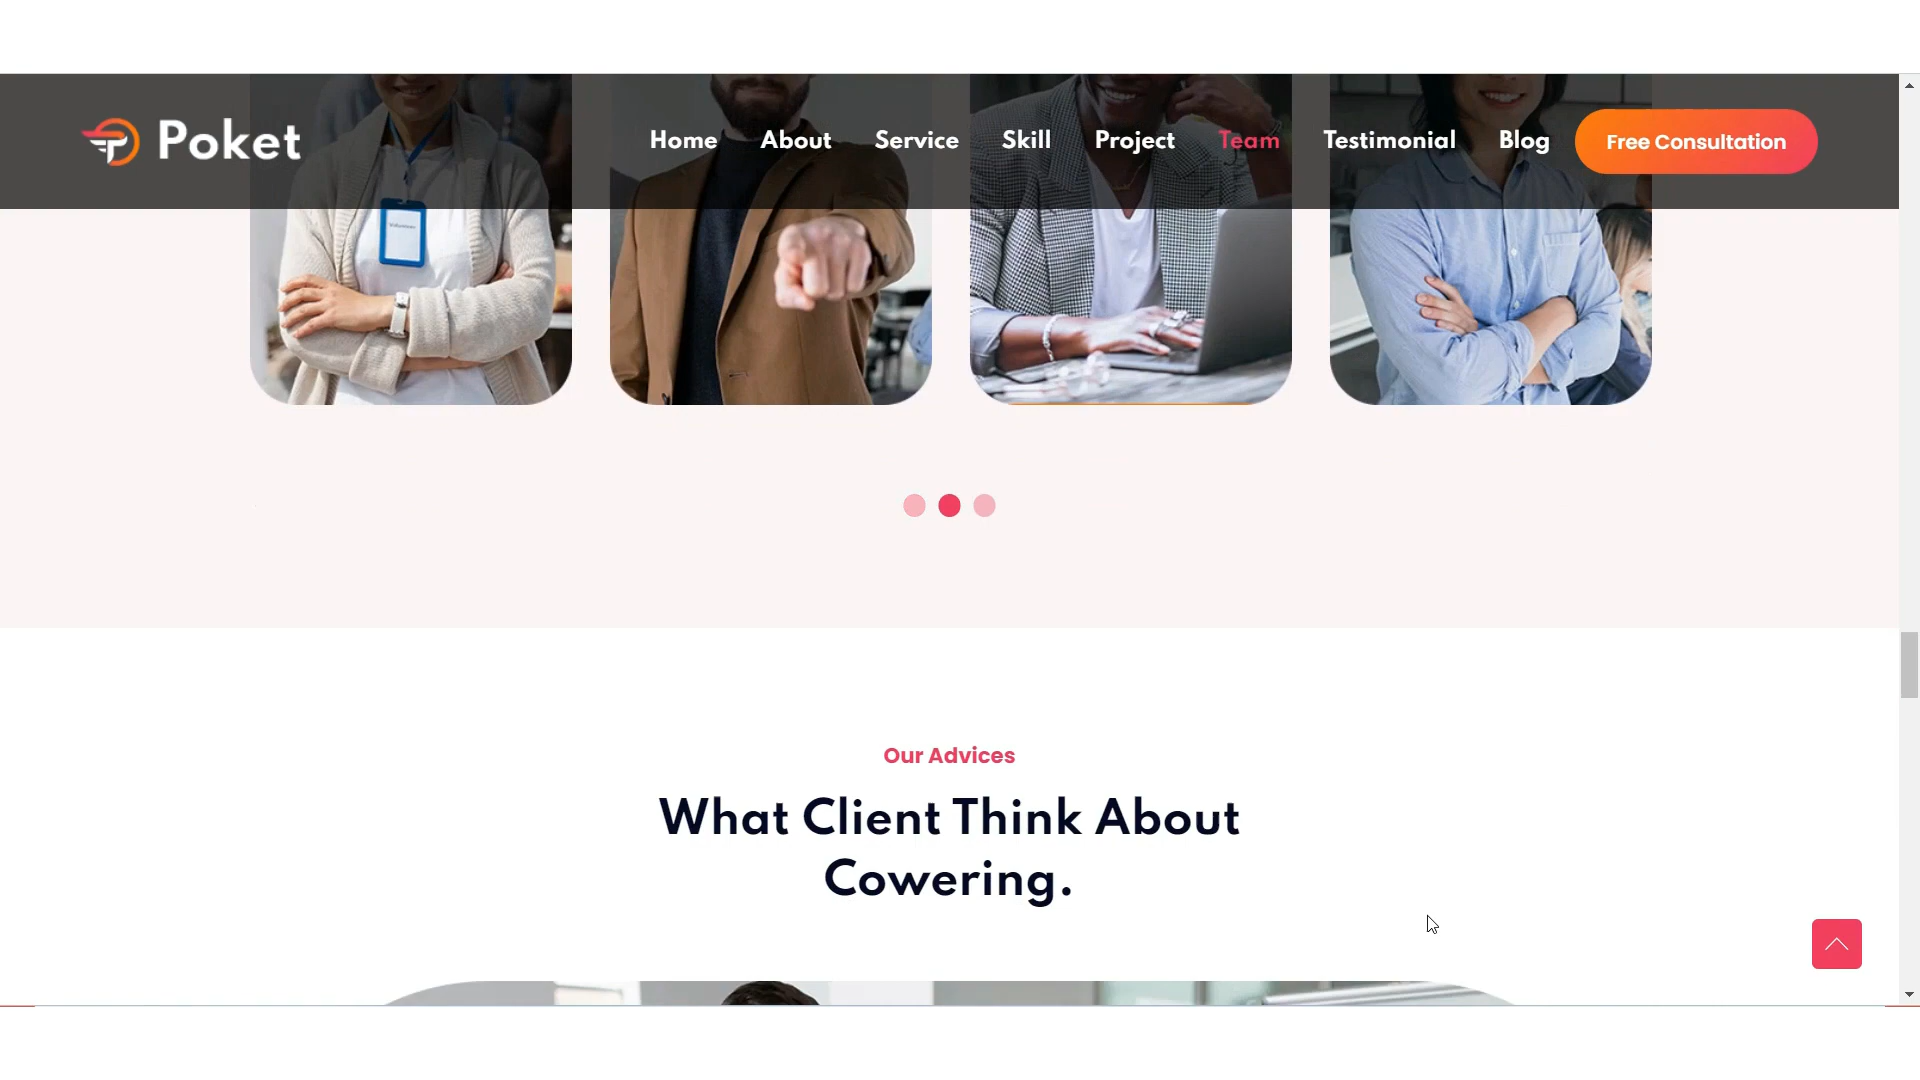 Poket
Home About Service Skill Project Team Testimonial Blog Free Consultation
Our Advices
What Client Think About
Cowering.